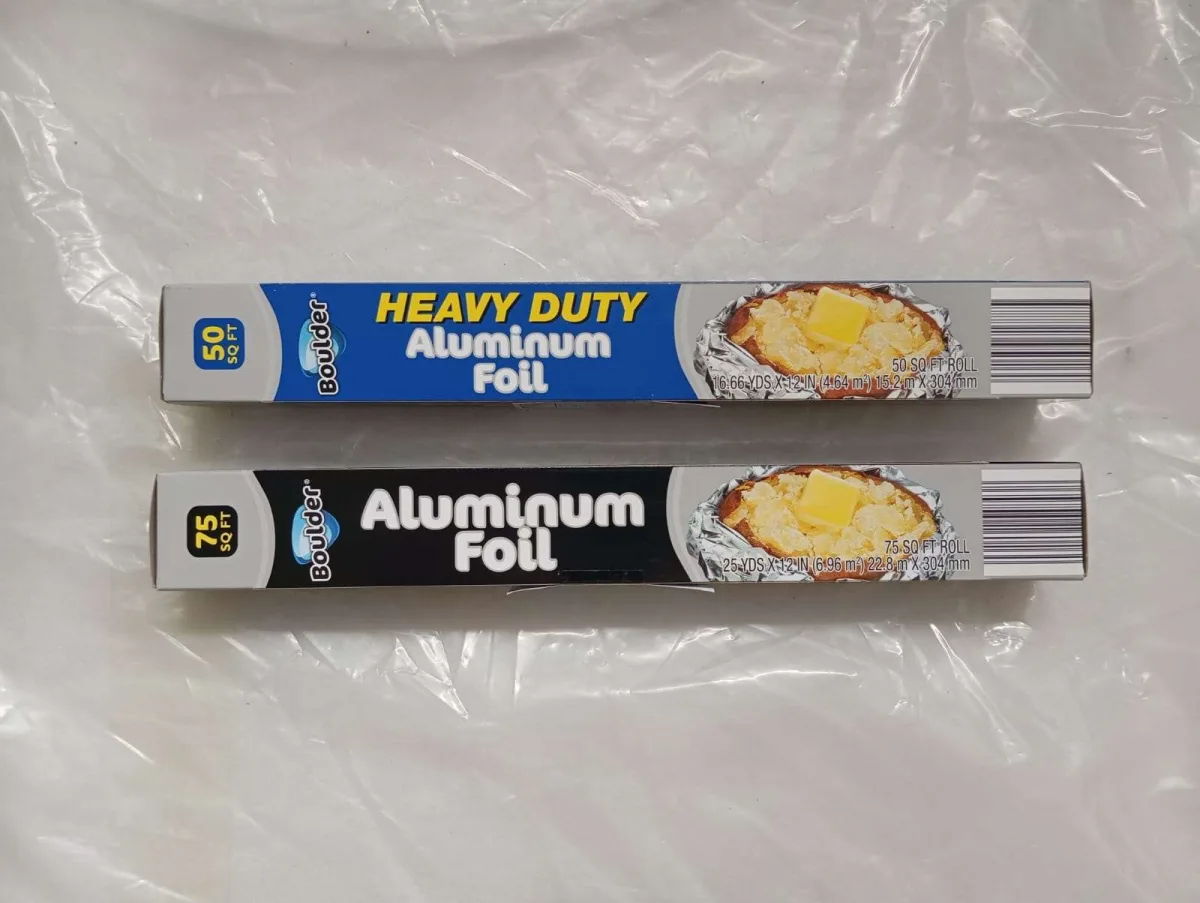 50
SQ FT
Boulder®
HEAVY DUTY
Aluminum
Foil
50 SQ FT ROLL
16.66 YDS X 12 IN (4.64 m²) 15.2 m X 304 mm
75
SQ FT
Boulder®
Aluminum
Foil
75 SQ FT ROLL
25 YDS X 12 IN (6.96 m²) 22.8 m X 304 mm